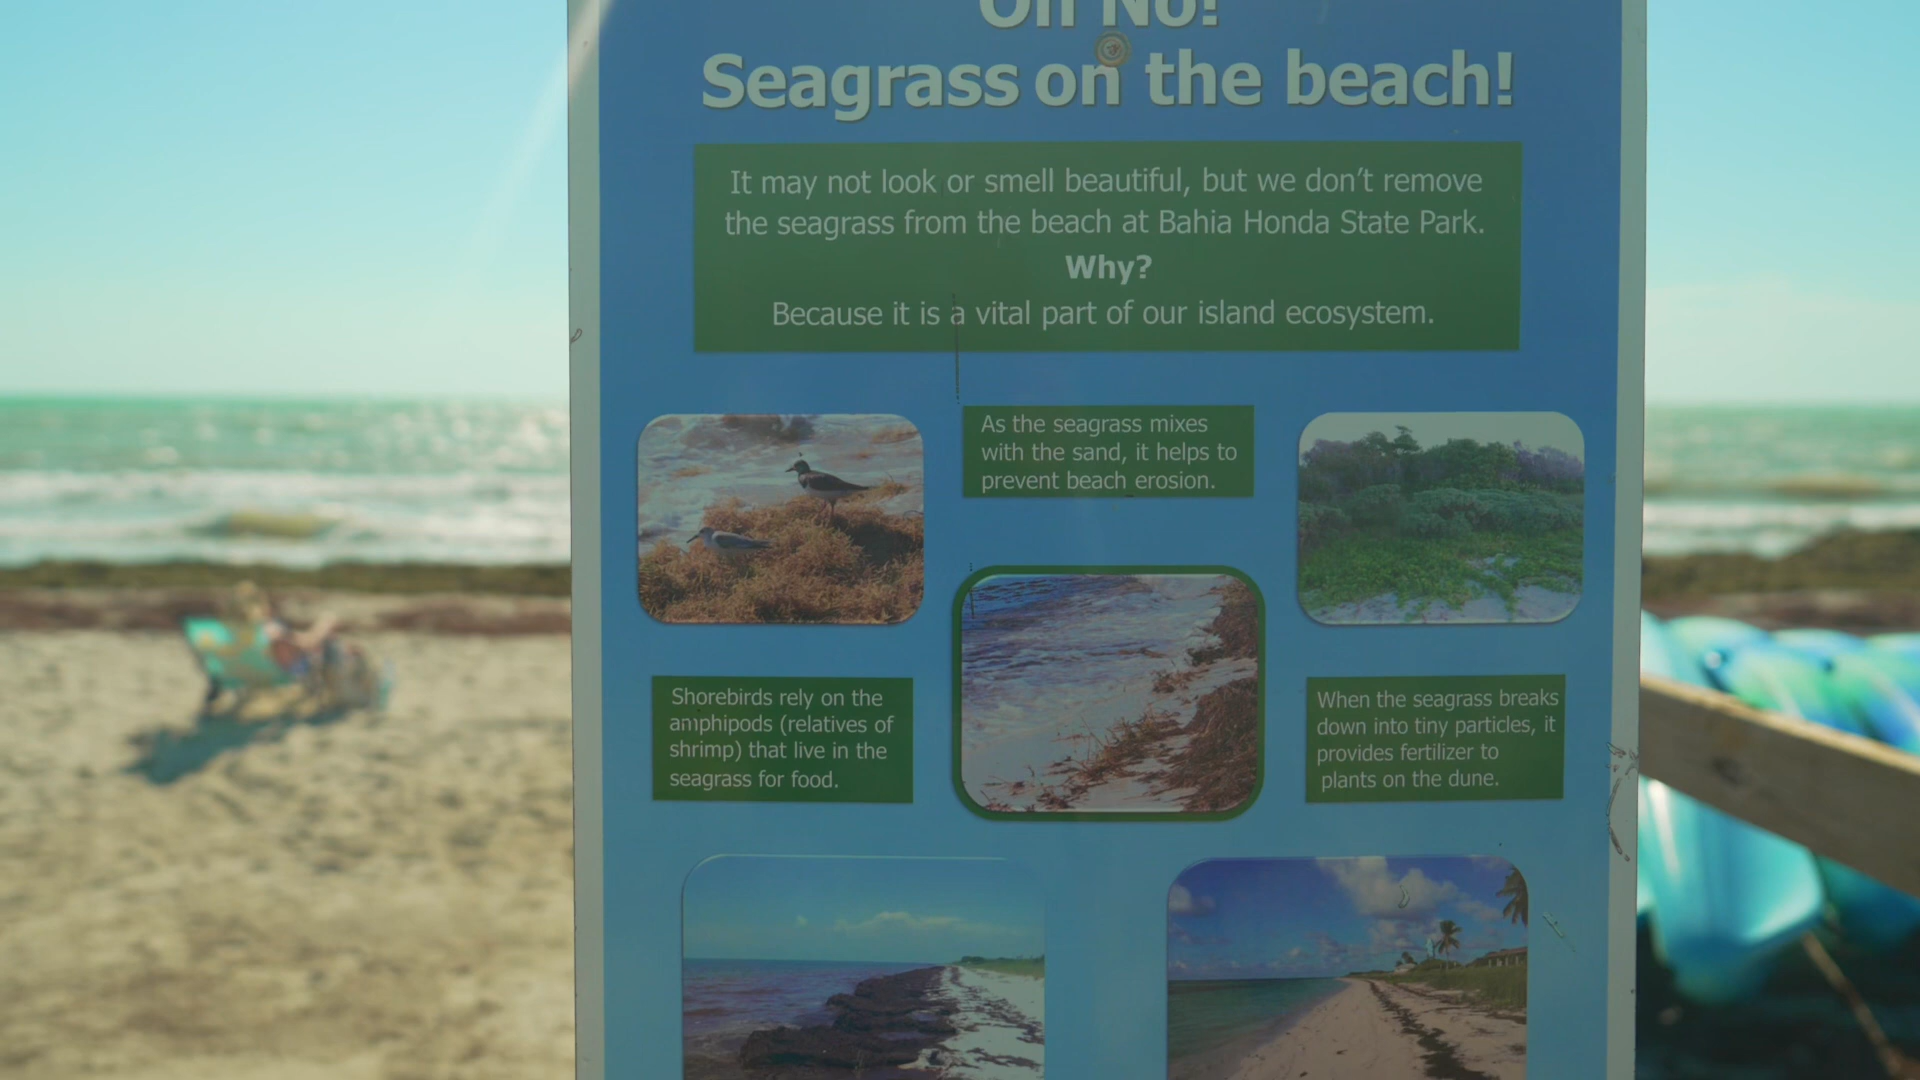 Oh No!
Seagrass on the beach!
It may not look or smell beautiful, but we don't remove
the seagrass from the beach at Bahia Honda State Park.
Why?
Because it is a vital part of our island ecosystem.
As the seagrass mixes
with the sand, it helps to
prevent beach erosion.
Shorebirds rely on the
amphipods (relatives of
shrimp) that live in the
seagrass for food.
When the seagrass breaks
down into tiny particles, it
provides fertilizer to
plants on the dune.